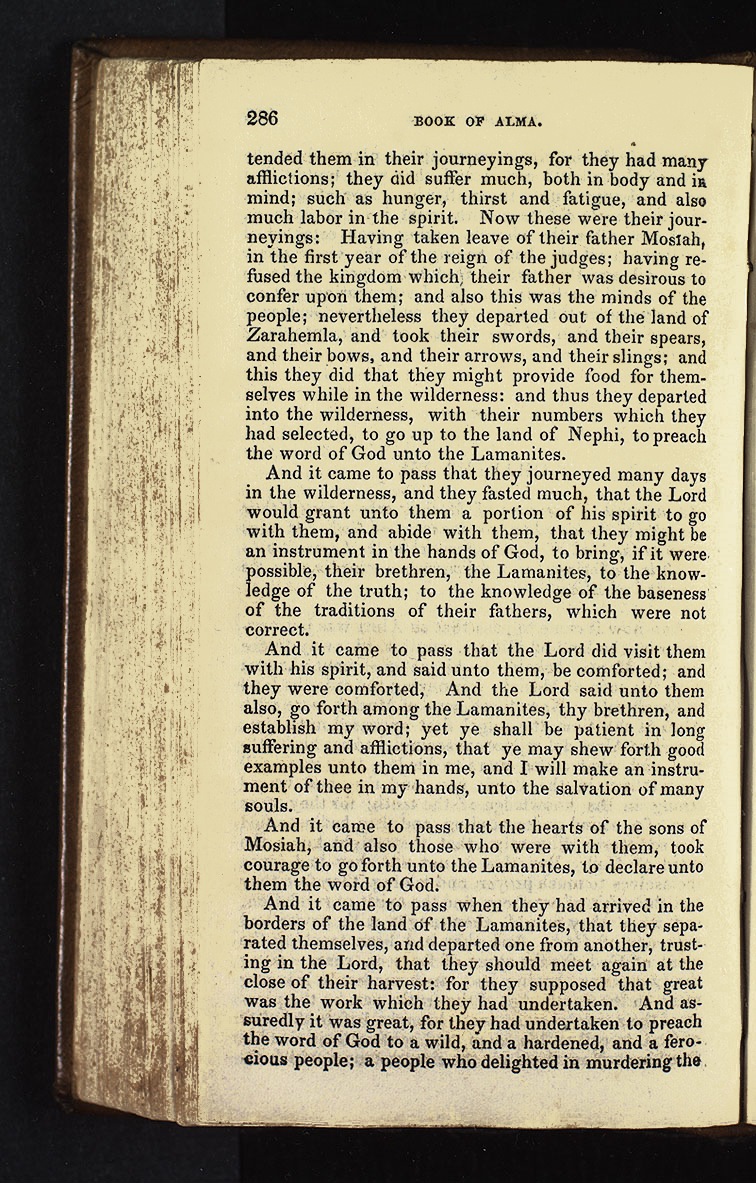 286 BOOK OF ALMA.
tended them in their journeyings, for they had many
afflictions; they did suffer much, both in body and in
mind; such as hunger, thirst and fatigue, and also
much labor in the spirit. Now these were their jour-
neyings: Having taken leave of their father Mosiah,
in the first year of the reign of the judges; having re-
fused the kingdom which, their father was desirous to
confer upon them; and also this was the minds of the
people; nevertheless they departed out of the land of
Zarahemla, and took their swords, and their spears,
and their bows, and their arrows, and their slings; and
this they did that they might provide food for them-
selves while in the wilderness: and thus they departed
into the wilderness, with their numbers which they
had selected, to go up to the land of Nephi, to preach
the word of God unto the Lamanites.
And it came to pass that they journeyed many days
in the wilderness, and they fasted much, that the Lord
would grant unto them a portion of his spirit to go
with them, and abide with them, that they might be
an instrument in the hands of God, to bring, if it were
possible, their brethren, the Lamanites, to the know-
ledge of the truth; to the knowledge of the baseness
of the traditions of their fathers, which were not
correct.
And it came to pass that the Lord did visit them
with his spirit, and said unto them, be comforted; and
they were comforted, And the Lord said unto them
also, go forth among the Lamanites, thy brethren, and
establish my word; yet ye shall be patient in long
suffering and afflictions, that ye may shew forth good
examples unto them in me, and I will make an instru-
ment of thee in my hands, unto the salvation of many
souls.
And it came to pass that the hearts of the sons of
Mosiah, and also those who were with them, took
courage to go forth unto the Lamanites, to declare unto
them the word of God.
And it came to pass when they had arrived in the
borders of the land of the Lamanites, that they sepa-
rated themselves, and departed one from another, trust-
ing in the Lord, that they should meet again at the
close of their harvest: for they supposed that great
was the work which they had undertaken. And as-
suredly it was great, for they had undertaken to preach
the word of God to a wild, and a hardened, and a fero-
cious people; a people who delighted in murdering the